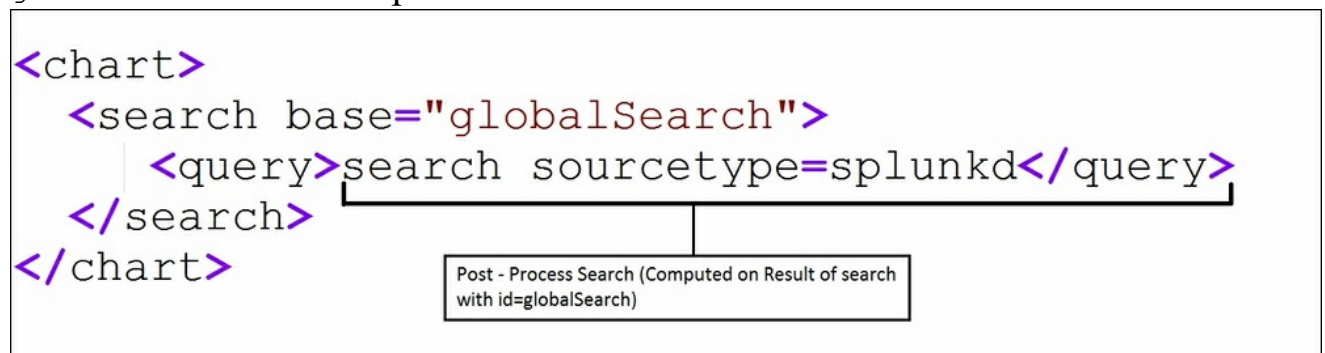 <chart>
<search base="globalSearch">
<query>search sourcetype=splunkd</query>
</search>
</chart>
Post - Process Search (Computed on Result of search
with id=globalSearch)